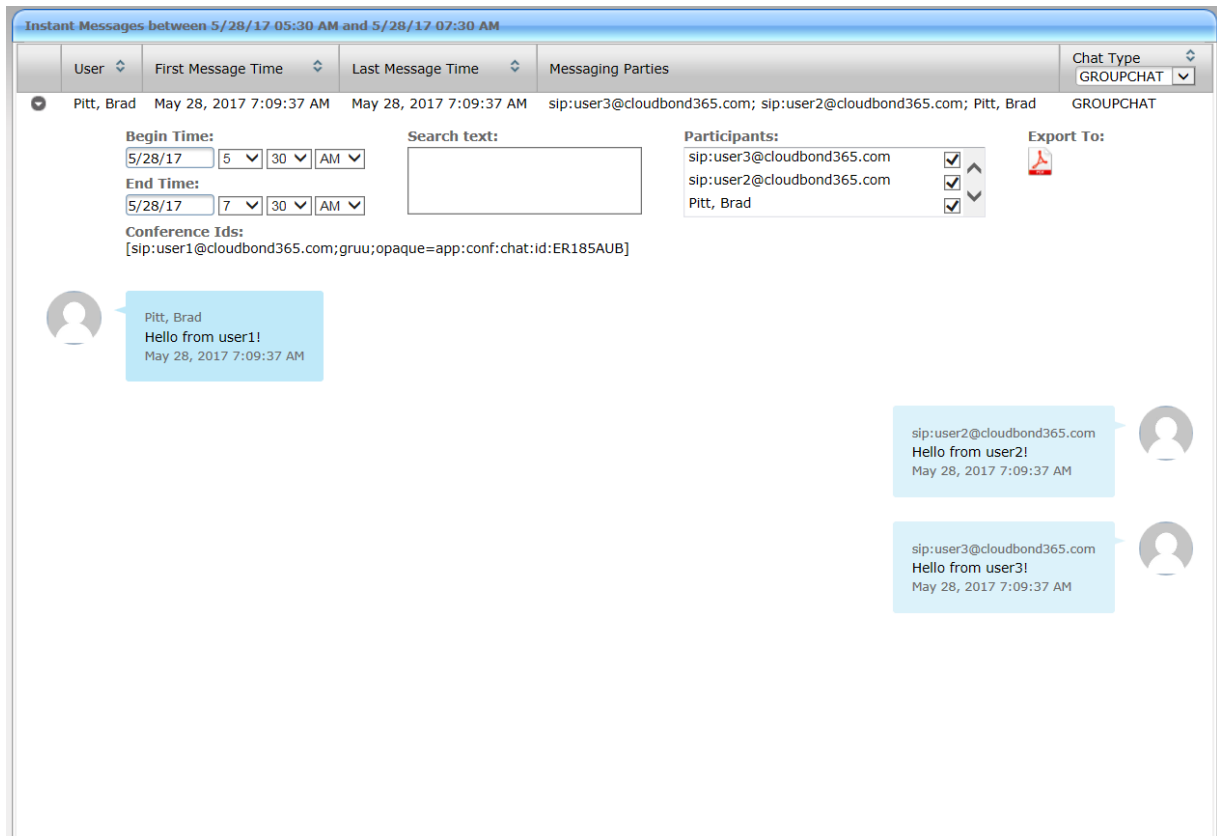 Instant Messages between 5/28/17 05:30 AM and 5/28/17 07:30 AM
User First Message Time Last Message Time Messaging Parties Chat Type
GROUPCHAT
Pitt, Brad May 28, 2017 7:09:37 AM May 28, 2017 7:09:37 AM sip:user3@cloudbond365.com; sip:user2@cloudbond365.com; Pitt, Brad GROUPCHAT
Begin Time: Search text: Participants: Export To:
5/28/17 5 30 AM sip:user3@cloudbond365.com
End Time: sip:user2@cloudbond365.com
5/28/17 7 30 AM Pitt, Brad
PDF
Conference Ids:
[sip:user1@cloudbond365.com;gruu;opaque=app:conf:chat:id:ER185AUB]
Pitt, Brad
Hello from user1!
May 28, 2017 7:09:37 AM
sip:user2@cloudbond365.com
Hello from user2!
May 28, 2017 7:09:37 AM
sip:user3@cloudbond365.com
Hello from user3!
May 28, 2017 7:09:37 AM